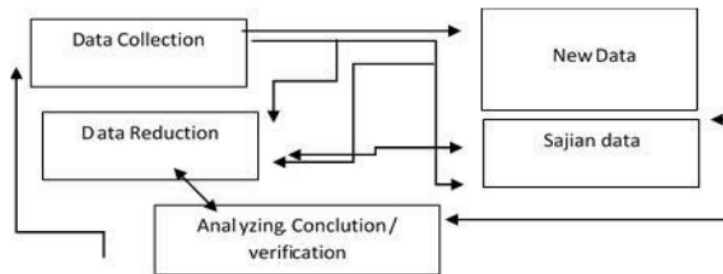 Data Collection
New Data
Data Reduction
Sajian data
Analyzing, Conclution /
verification